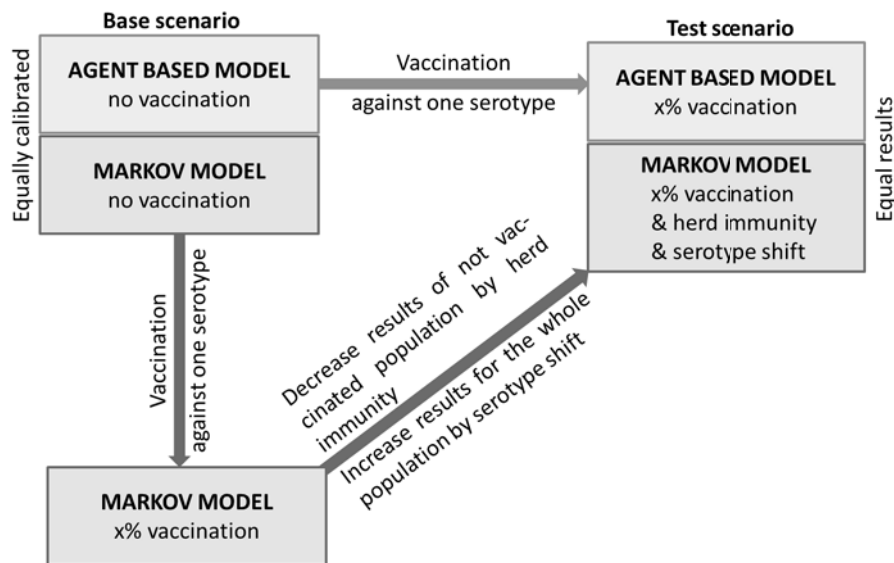 Base scenario
Test scenario
Equally calibrated
AGENT BASED MODEL
no vaccination
MARKOV MODEL
no vaccination
Vaccination
against one serotype
AGENT BASED MODEL
x% vaccination
MARKOV MODEL
x% vaccination
& herd immunity
& serotype shift
Equal results
Vaccination
against one serotype
Decrease results of not vac-
cinated population by herd
immunity
Increase results for the whole
population by serotype shift
MARKOV MODEL
x% vaccination